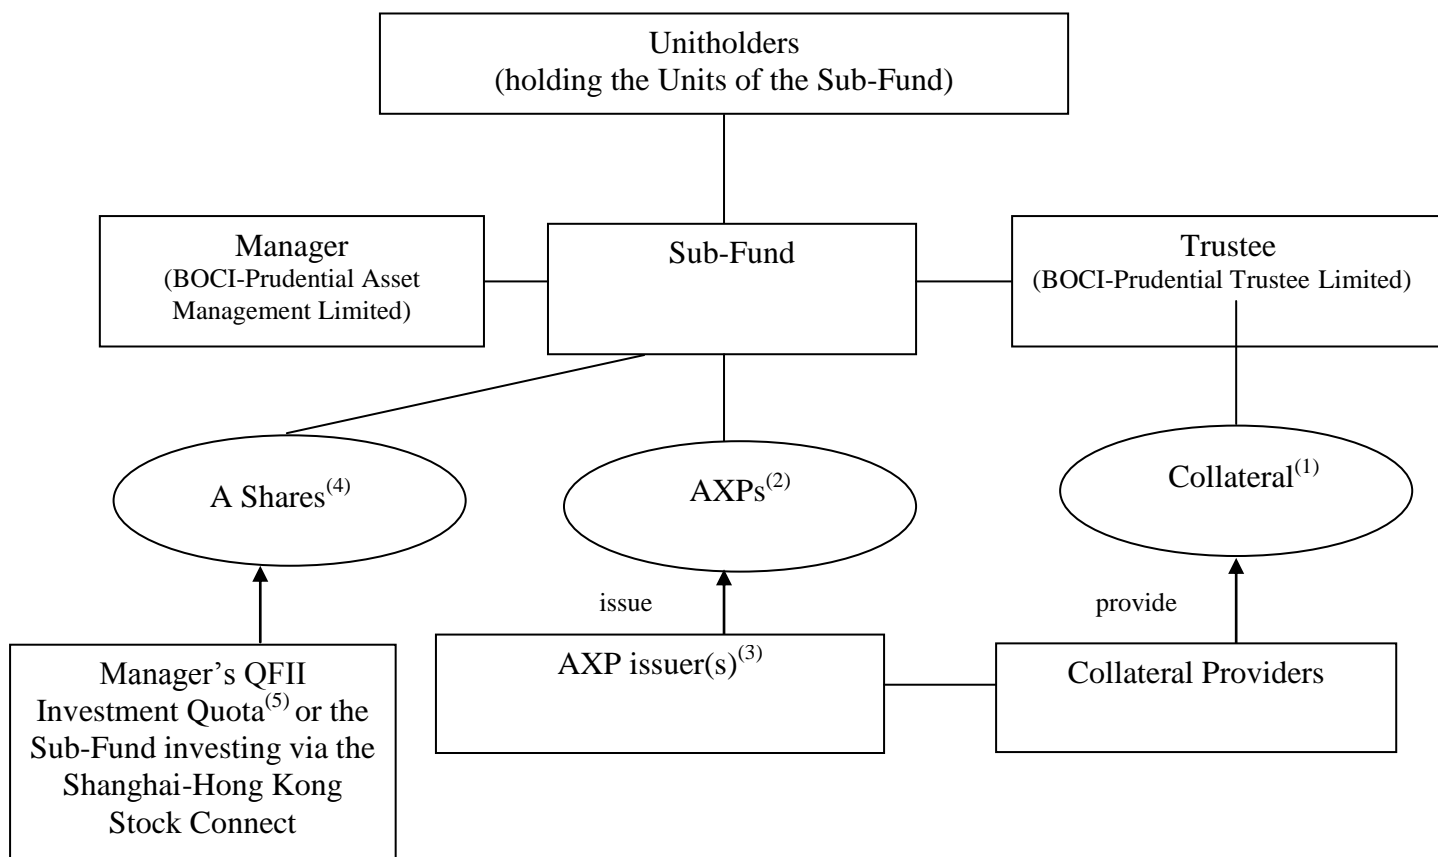 Unitholders
(holding the Units of the Sub-Fund)
Manager
(BOCI-Prudential Asset
Management Limited)
Sub-Fund
Trustee
(BOCI-Prudential Trustee Limited)
A Shares(4)
AXPs(2)
Collateral(1)
issue
provide
Manager’s QFII
Investment Quota(5) or the
Sub-Fund investing via the
Shanghai-Hong Kong
Stock Connect
AXP issuer(s)(3)
Collateral Providers